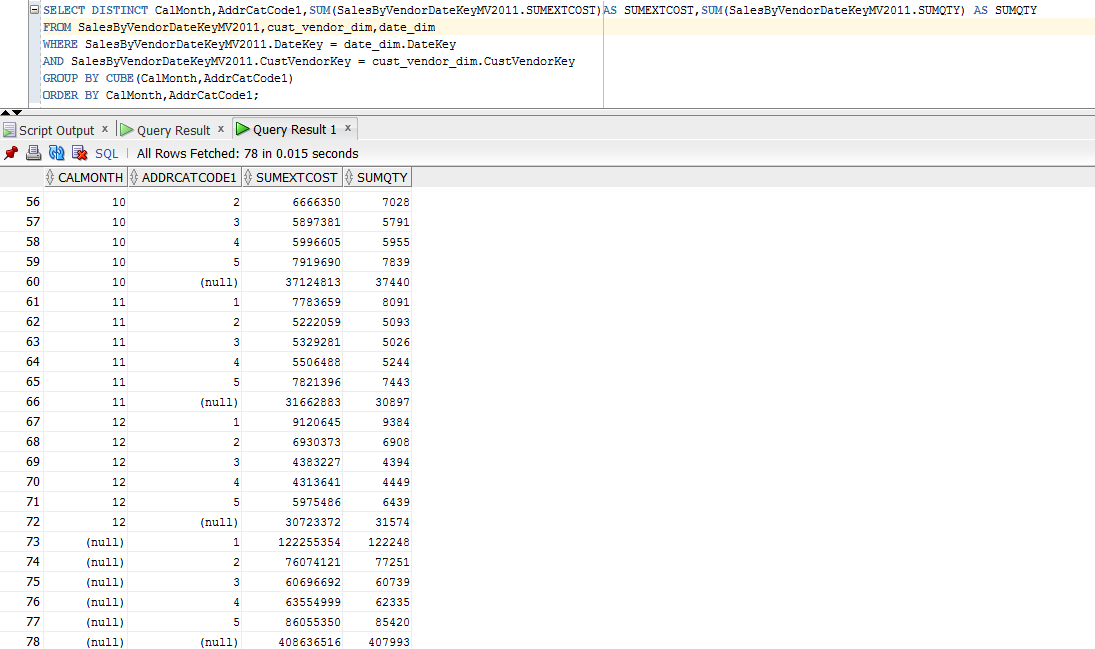 SELECT DISTINCT CalMonth,AddrCatCode1,SUM(SalesByVendorDateKeyMV2011.SUMEXTCOST)AS SUMEXTCOST,SUM(SalesByVendorDateKeyMV2011.SUMQTY) AS SUMQTY
FROM SalesByVendorDateKeyMV2011,cust_vendor_dim,date_dim
WHERE SalesByVendorDateKeyMV2011.DateKey = date_dim.DateKey
AND SalesByVendorDateKeyMV2011.CustVendorKey = cust_vendor_dim.CustVendorKey
GROUP BY CUBE(CalMonth,AddrCatCode1)
ORDER BY CalMonth,AddrCatCode1;
Script Output x Query Result x Query Result 1 x
SQL All Rows Fetched: 78 in 0.015 seconds
CALMONTH ADDRCATCODE1 SUMEXTCOST SUMQTY
56 10 2 6666350 7028
57 10 3 5897381 5791
58 10 4 5996605 5955
59 10 5 7919690 7839
60 10 (null) 37124813 37440
61 11 1 7783659 8091
62 11 2 5222059 5093
63 11 3 5329281 5026
64 11 4 5506488 5244
65 11 5 7821396 7443
66 11 (null) 31662883 30897
67 12 1 9120645 9384
68 12 2 6930373 6908
69 12 3 4383227 4394
70 12 4 4313641 4449
71 12 5 5975486 6439
72 12 (null) 30723372 31574
73 (null) 1 122255354 122248
74 (null) 2 76074121 77251
75 (null) 3 60696692 60739
76 (null) 4 63554999 62335
77 (null) 5 86055350 85420
78 (null) (null) 408636516 407993